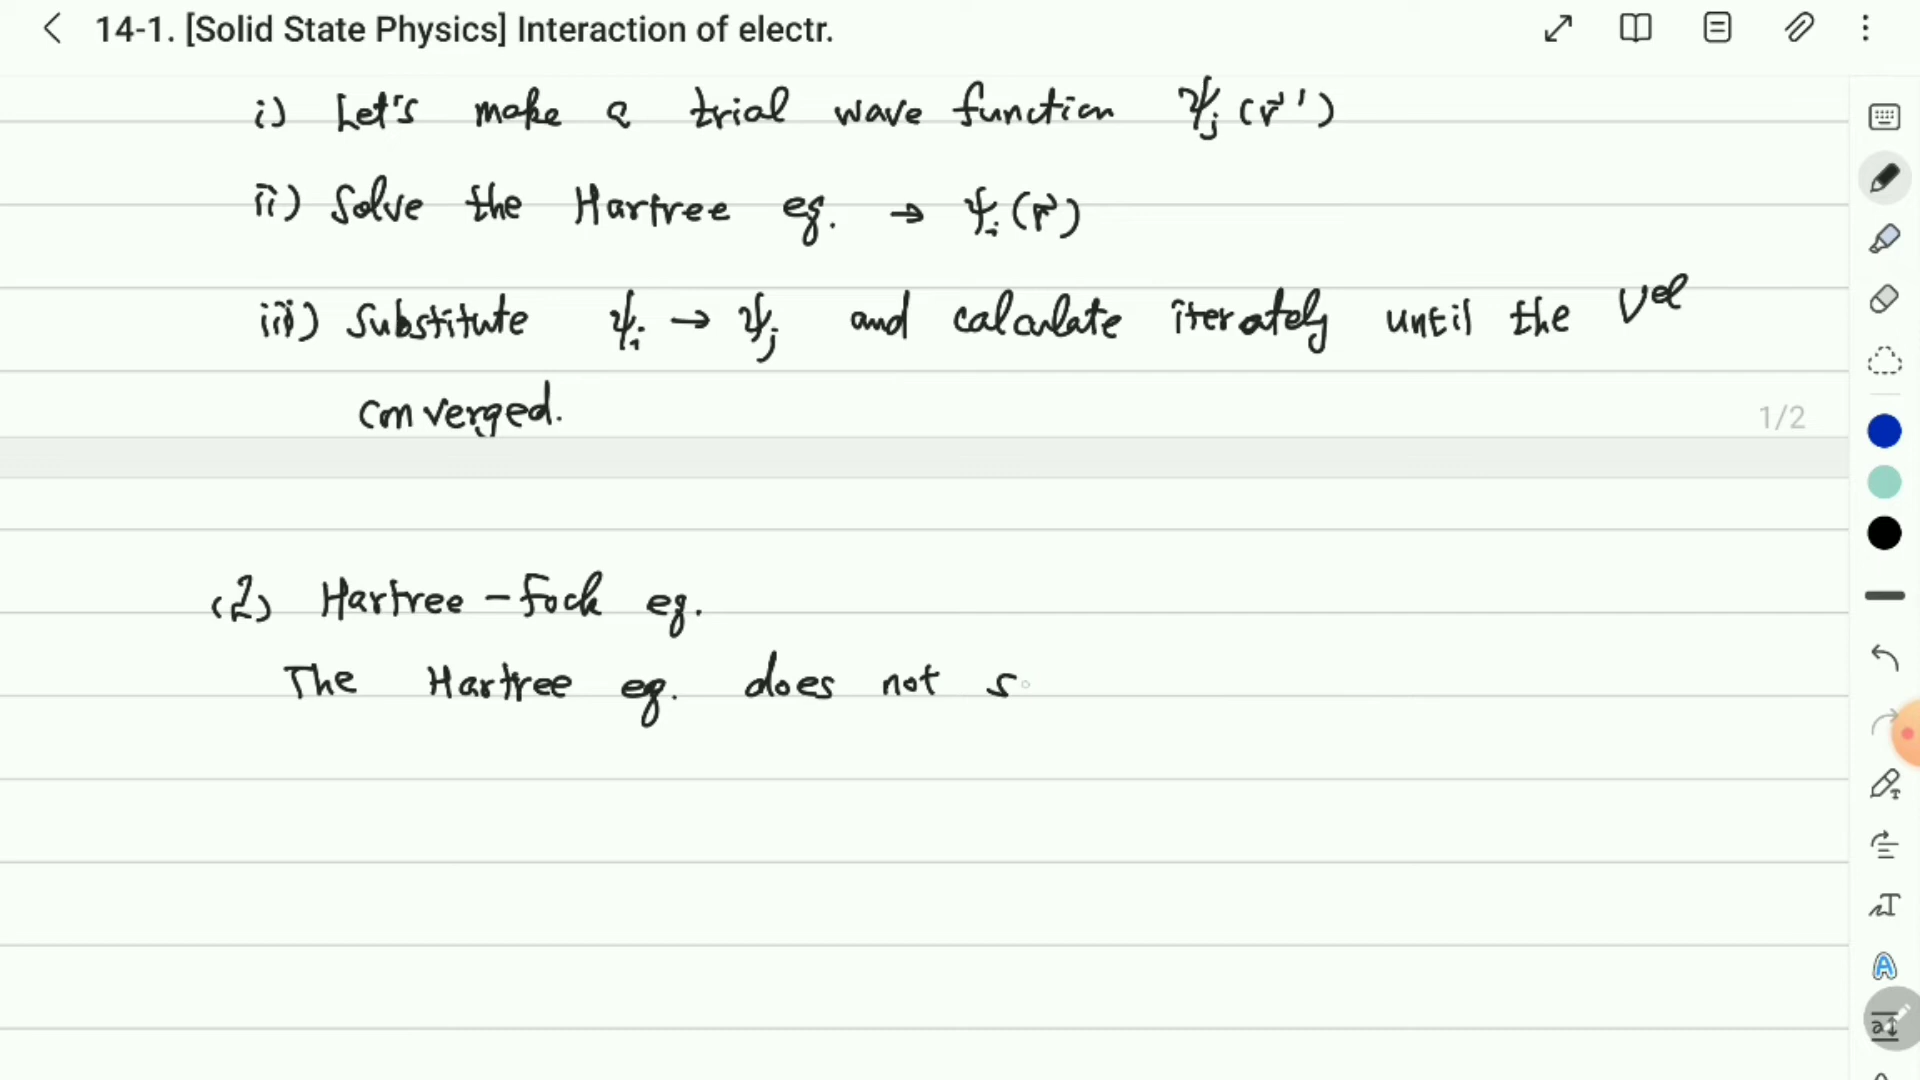 14-1. [Solid State Physics] Interaction of electr.
i) Let's make a trial wave function ψj (r⃗')
ii) Solve the Hartree eq. → ψi (r⃗)
iii) Substitute ψi → ψj and calculate iterately until the Uel
converged.
1/2
(2) Hartree - Fock eq.
The Hartree eq. does not s